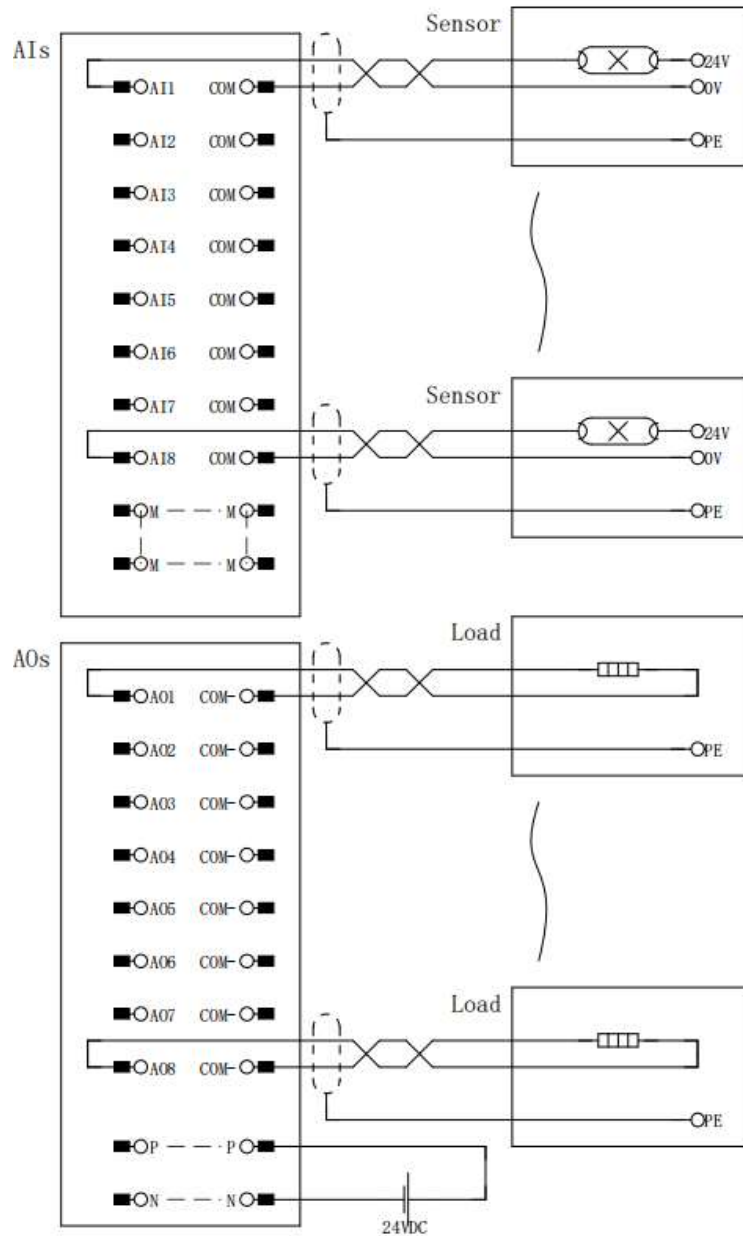 Sensor
AIs
24V
AI1 COM
0V
AI2 COM
PE
AI3 COM
AI4 COM
AI5 COM
AI6 COM
Sensor
AI7 COM
24V
AI8 COM
0V
M M
PE
M M
Load
AOs
AO1 COM-
AO2 COM-
PE
AO3 COM-
AO4 COM-
AO5 COM-
AO6 COM-
Load
AO7 COM-
AO8 COM-
PE
P P
N N
24VDC